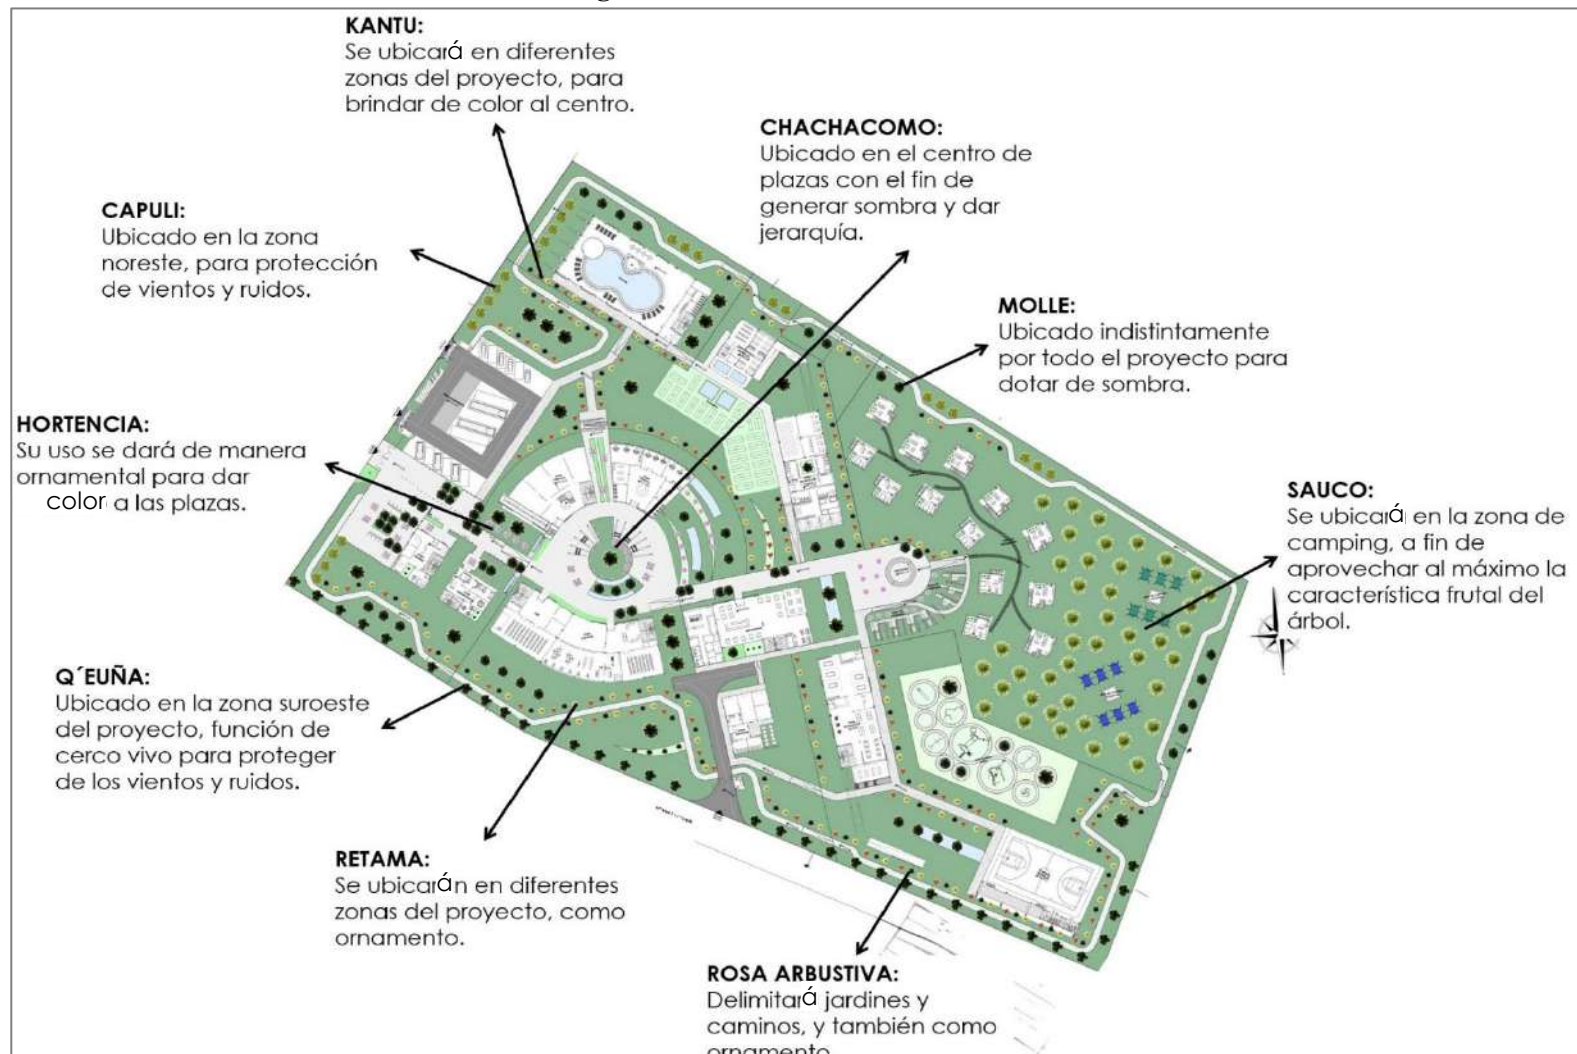 KANTU:
Se ubicará en diferentes
zonas del proyecto, para
brindar de color al centro.
CHACHACOMO:
Ubicado en el centro de
plazas con el fin de
generar sombra y dar
jerarquía.
CAPULI:
Ubicado en la zona
noreste, para protección
de vientos y ruidos.
MOLLE:
Ubicado indistintamente
por todo el proyecto para
dotar de sombra.
HORTENCIA:
Su uso se dará de manera
ornamental para dar
color a las plazas.
SAUCO:
Se ubicará en la zona de
camping, a fin de
aprovechar al máximo la
característica frutal del
árbol.
Q´EUÑA:
Ubicado en la zona suroeste
del proyecto, función de
cerco vivo para proteger
de los vientos y ruidos.
RETAMA:
Se ubicarán en diferentes
zonas del proyecto, como
ornamento.
ROSA ARBUSTIVA:
Delimitará jardines y
caminos, y también como
ornamento